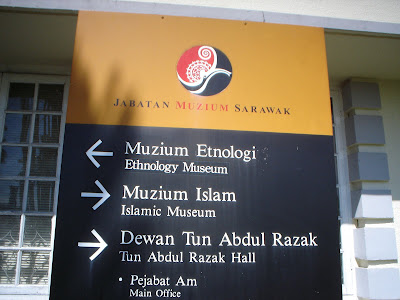 JABATAN MUZIUM SARAWAK
Muzium Etnologi
Ethnology Museum
Muzium Islam
Islamic Museum
Dewan Tun Abdul Razak
Tun Abdul Razak Hall
• Pejabat Am
Main Office